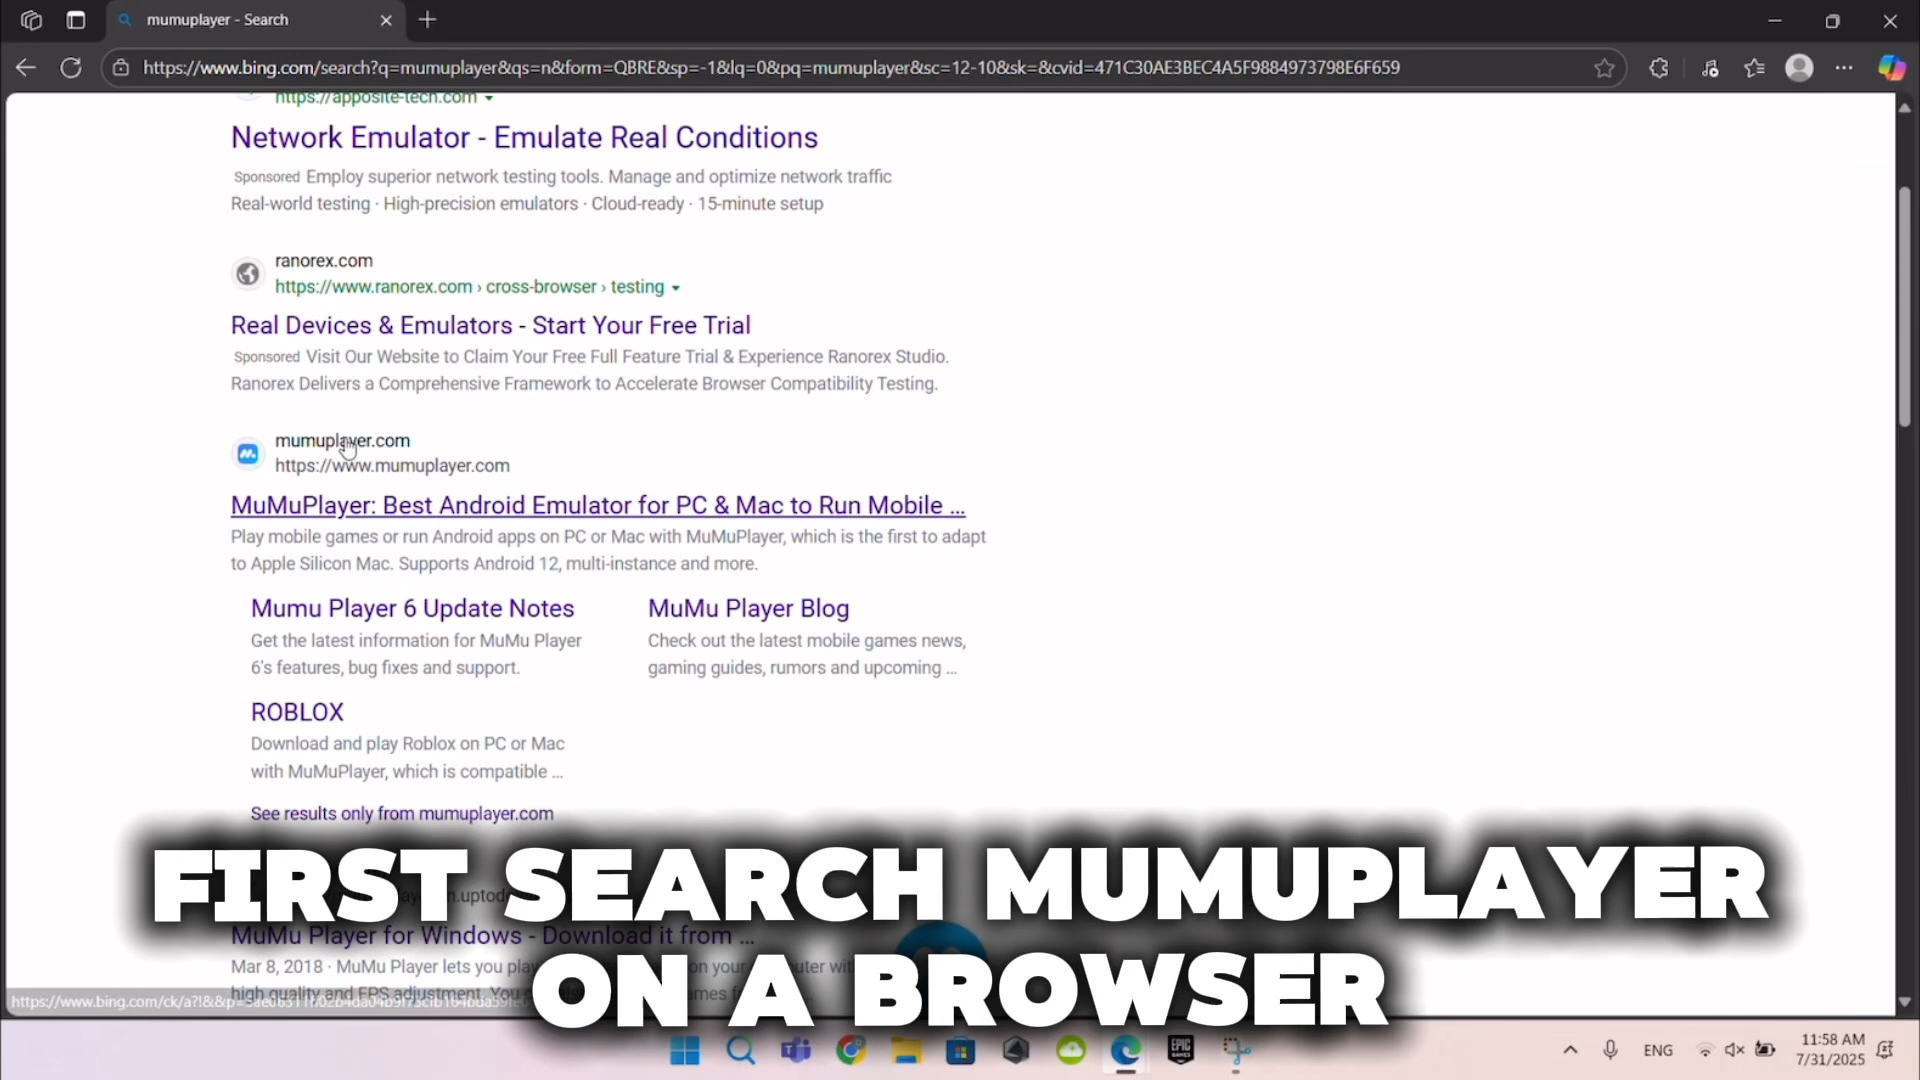 mumuplayer - Search
https://www.bing.com/search?q=mumuplayer&qs=n&form=QBRE&sp=-1&lq=0&pq=mumuplayer&sc=12-10&sk=&cvid=471C30AE3BEC4A5F9884973798E6F659
https://apposite-tech.com
Network Emulator - Emulate Real Conditions
Sponsored Employ superior network testing tools. Manage and optimize network traffic
Real-world testing · High-precision emulators · Cloud-ready · 15-minute setup
ranorex.com
https://www.ranorex.com › cross-browser › testing
Real Devices & Emulators - Start Your Free Trial
Sponsored Visit Our Website to Claim Your Free Full Feature Trial & Experience Ranorex Studio.
Ranorex Delivers a Comprehensive Framework to Accelerate Browser Compatibility Testing.
mumuplayer.com
https://www.mumuplayer.com
MuMuPlayer: Best Android Emulator for PC & Mac to Run Mobile ...
Play mobile games or run Android apps on PC or Mac with MuMuPlayer, which is the first to adapt
to Apple Silicon Mac. Supports Android 12, multi-instance and more.
Mumu Player 6 Update Notes
Get the latest information for MuMu Player
6's features, bug fixes and support.
MuMu Player Blog
Check out the latest mobile games news,
gaming guides, rumors and upcoming ...
ROBLOX
Download and play Roblox on PC or Mac
with MuMuPlayer, which is compatible ...
See results only from mumuplayer.com
FIRST SEARCH MUMUPLAYER
MuMu Player for Windows - Download it from ...
Mar 8, 2018 · MuMu Player lets you
on your
high quality and FPS adjustment. You
ON A BROWSER
EPIC GAMES
ENG
11:58 AM
7/31/2025